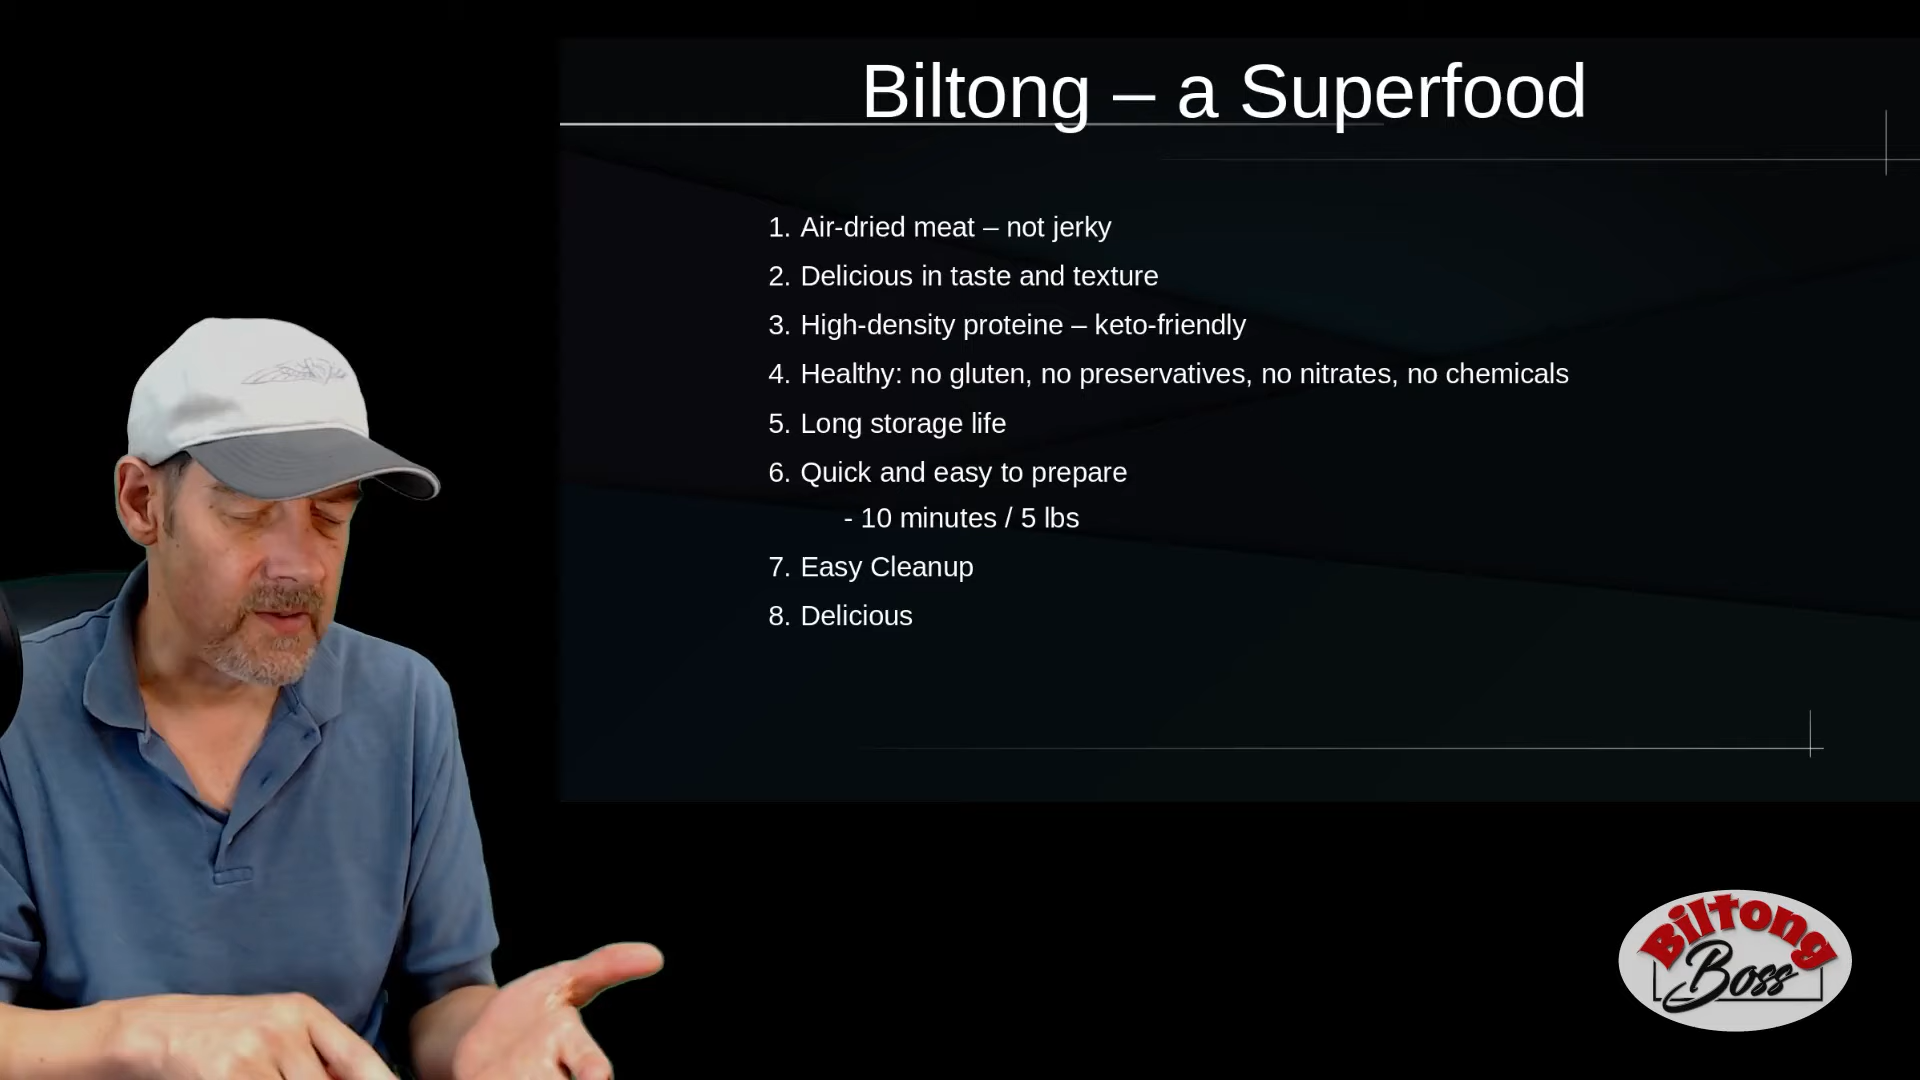 Biltong – a Superfood
1. Air-dried meat – not jerky
2. Delicious in taste and texture
3. High-density proteine – keto-friendly
4. Healthy: no gluten, no preservatives, no nitrates, no chemicals
5. Long storage life
6. Quick and easy to prepare
- 10 minutes / 5 lbs
7. Easy Cleanup
8. Delicious
Biltong
Boss